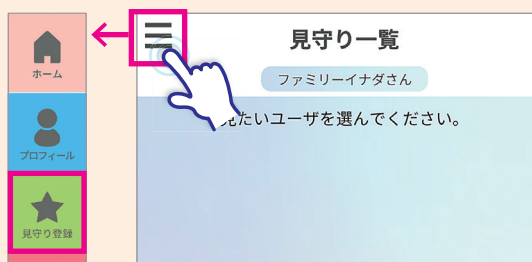 ホーム
プロフィール
見守り登録
見守り一覧
ファミリーイナダさん
見たいユーザを選んでください。